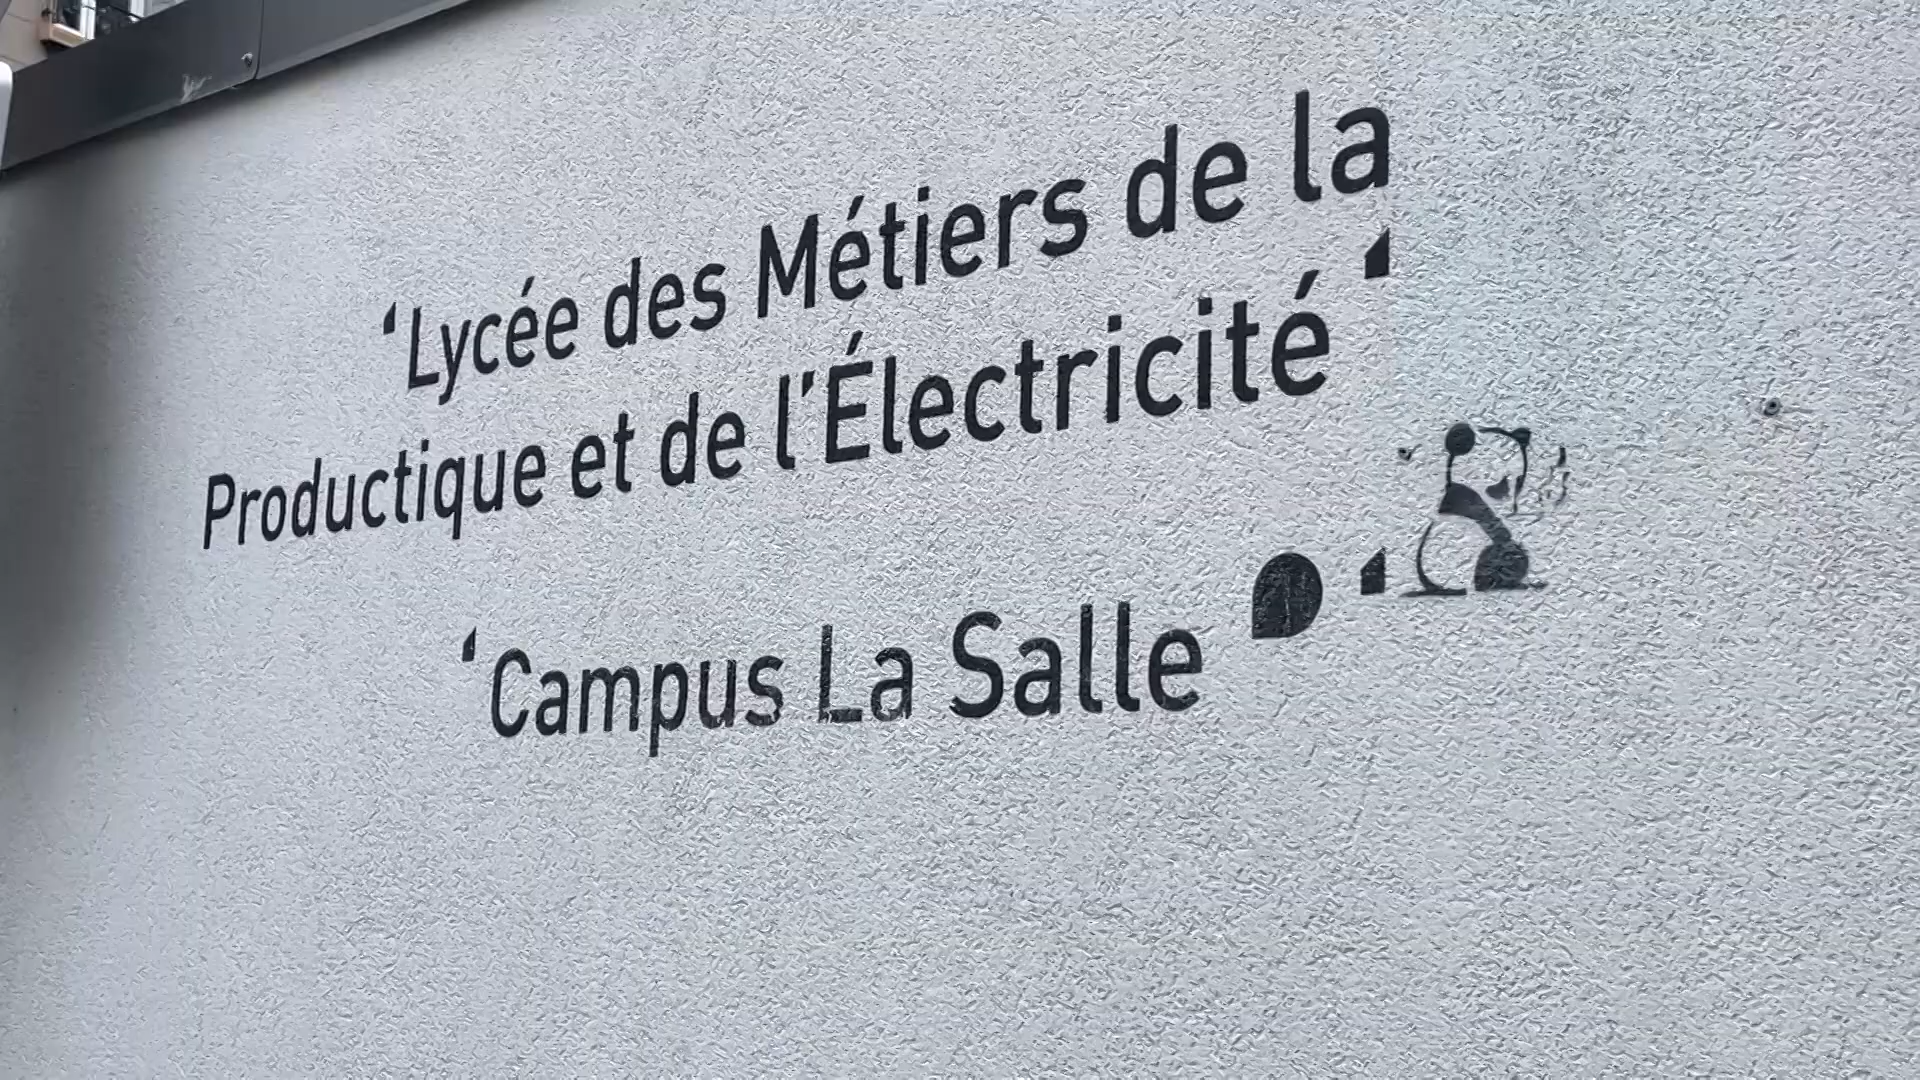 ‘Lycée des Métiers de la
Productique et de l’Électricité ‘
‘Campus La Salle ‘